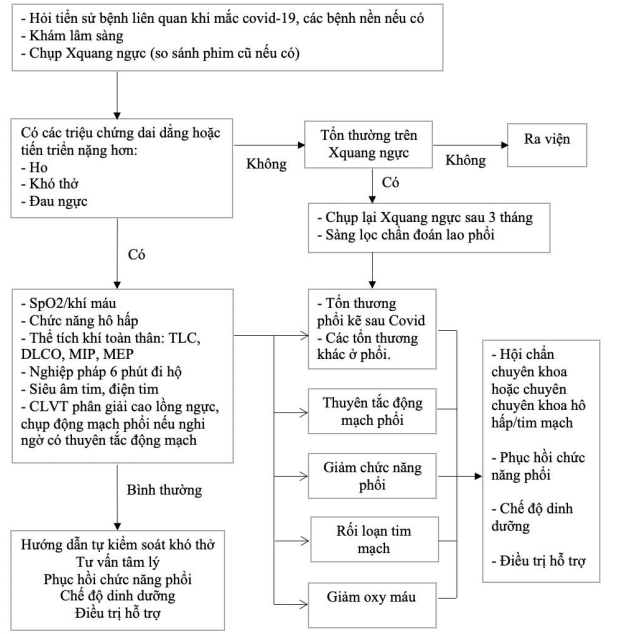 - Hỏi tiền sử bệnh liên quan khi mắc covid-19, các bệnh nền nếu có
- Khám lâm sàng
- Chụp Xquang ngực (so sánh phim cũ nếu có)
Có các triệu chứng dai dẳng hoặc
tiến triển nặng hơn:
- Ho
- Khó thở
- Đau ngực
Không
Tổn thường trên
Xquang ngực
Không
Ra viện
Có
- Chụp lại Xquang ngực sau 3 tháng
- Sàng lọc chẩn đoán lao phổi
Có
- SpO2/khí máu
- Chức năng hô hấp
- Thể tích khí toàn thân: TLC,
DLCO, MIP, MEP
- Nghiệp pháp 6 phút đi hộ
- Siêu âm tim, điện tim
- CLVT phân giải cao lồng ngực,
chụp động mạch phổi nếu nghi
ngờ có thuyên tắc động mạch
- Tổn thương
phổi kẽ sau Covid
- Các tổn thương
khác ở phổi.
Thuyên tắc động
mạch phổi
Giảm chức năng
phổi
Rối loạn tim
mạch
Giảm oxy máu
- Hội chẩn
chuyên khoa
hoặc chuyên
chuyên khoa hô
hấp/tim mạch
- Phục hồi chức
năng phổi
- Chế độ dinh
dưỡng
- Điều trị hỗ trợ
Bình thường
Hướng dẫn tự kiểm soát khó thở
Tư vấn tâm lý
Phục hồi chức năng phổi
Chế độ dinh dưỡng
Điều trị hỗ trợ